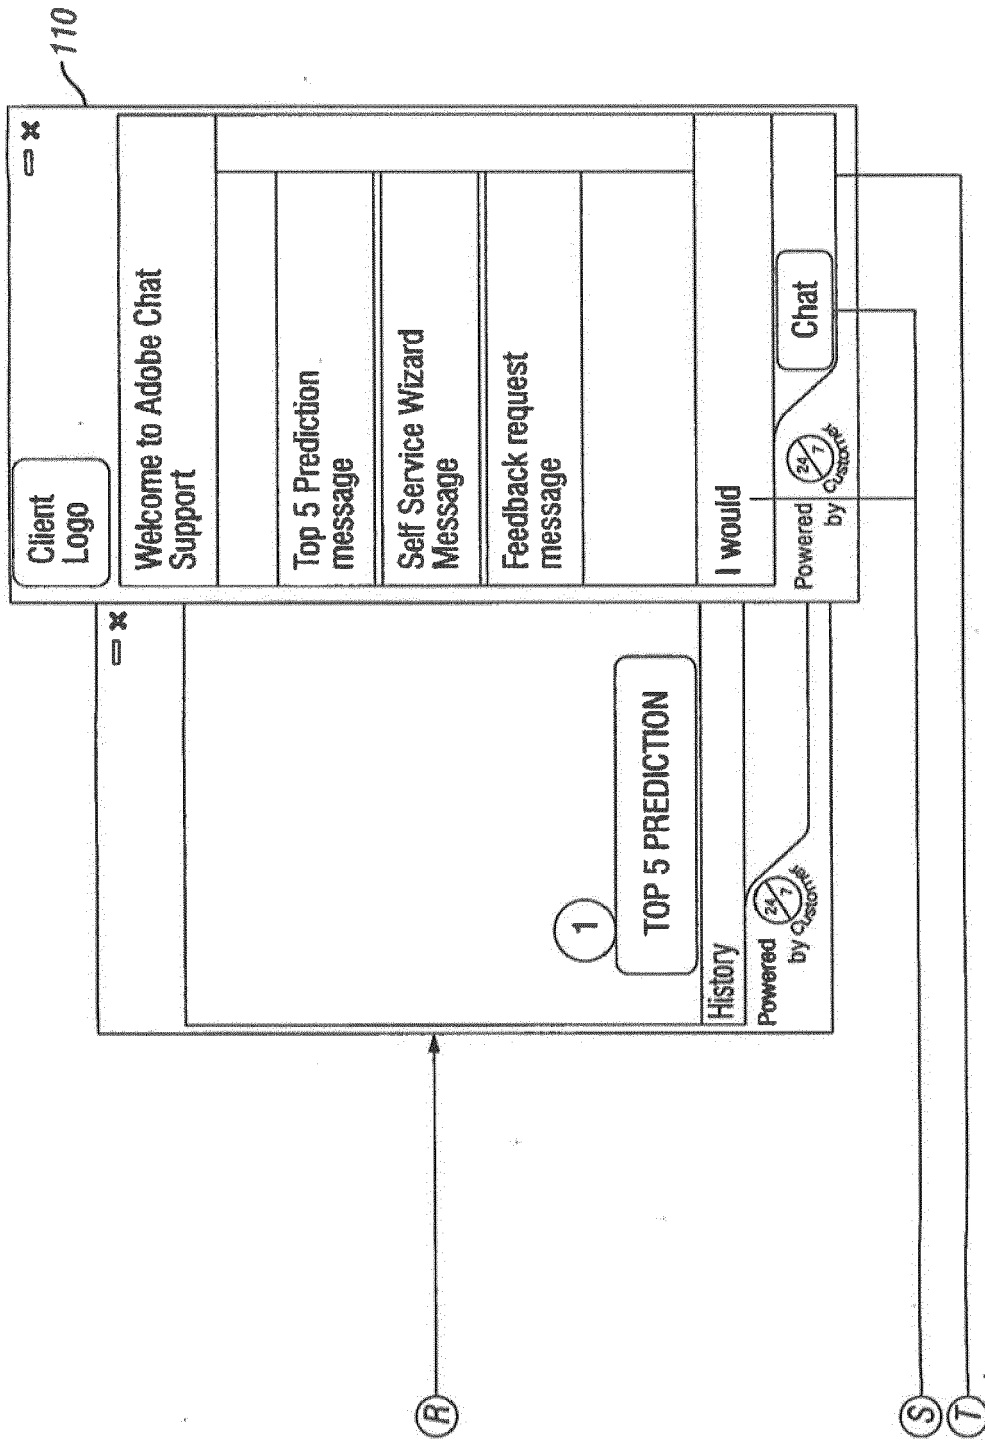 110
Client
Logo
Welcome to Adobe Chat
Support
Top 5 Prediction
message
Self Service Wizard
Message
Feedback request
message
I would
Chat
Powered
by
24
7
Customer
1
TOP 5 PREDICTION
History
Powered
by
24
7
Customer
R
S
T